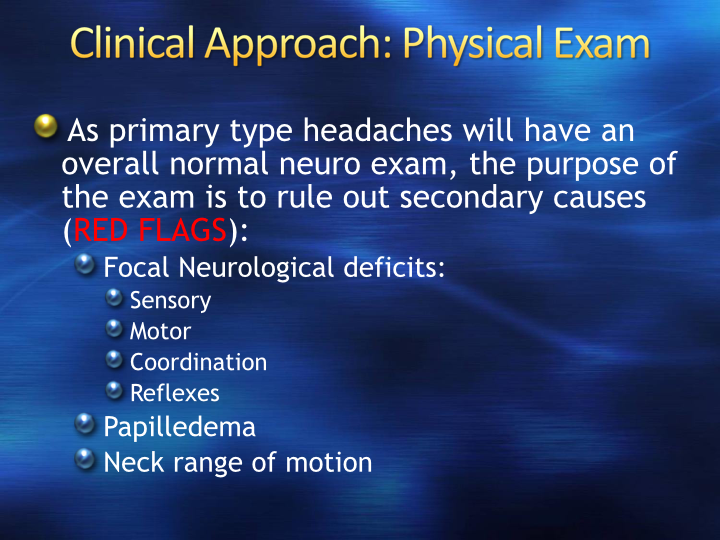 Clinical Approach: Physical Exam
As primary type headaches will have an
overall normal neuro exam, the purpose of
the exam is to rule out secondary causes
(RED FLAGS):
Focal Neurological deficits:
Sensory
Motor
Coordination
Reflexes
Papilledema
Neck range of motion